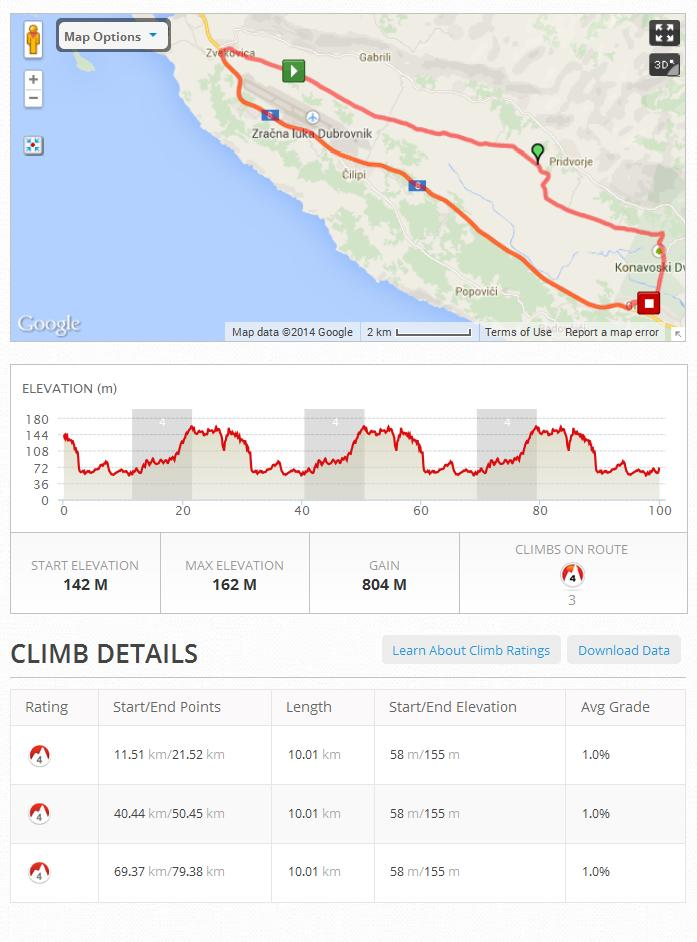 Map Options
Zvekovica
Gabrili
3D
8
Zračna luka Dubrovnik
Pridvorje
Čilipi
8
Konavoski Dv
Popovići
Google
Map data ©2014 Google
2 km
Terms of Use
Report a map error
ELEVATION (m)
180
144
108
72
36
0
4
4
4
0 20 40 60 80 100
START ELEVATION
142 M
MAX ELEVATION
162 M
GAIN
804 M
CLIMBS ON ROUTE
4
3
CLIMB DETAILS
Learn About Climb Ratings
Download Data
Rating Start/End Points Length Start/End Elevation Avg Grade
4 11.51 km/21.52 km 10.01 km 58 m/155 m 1.0%
4 40.44 km/50.45 km 10.01 km 58 m/155 m 1.0%
4 69.37 km/79.38 km 10.01 km 58 m/155 m 1.0%